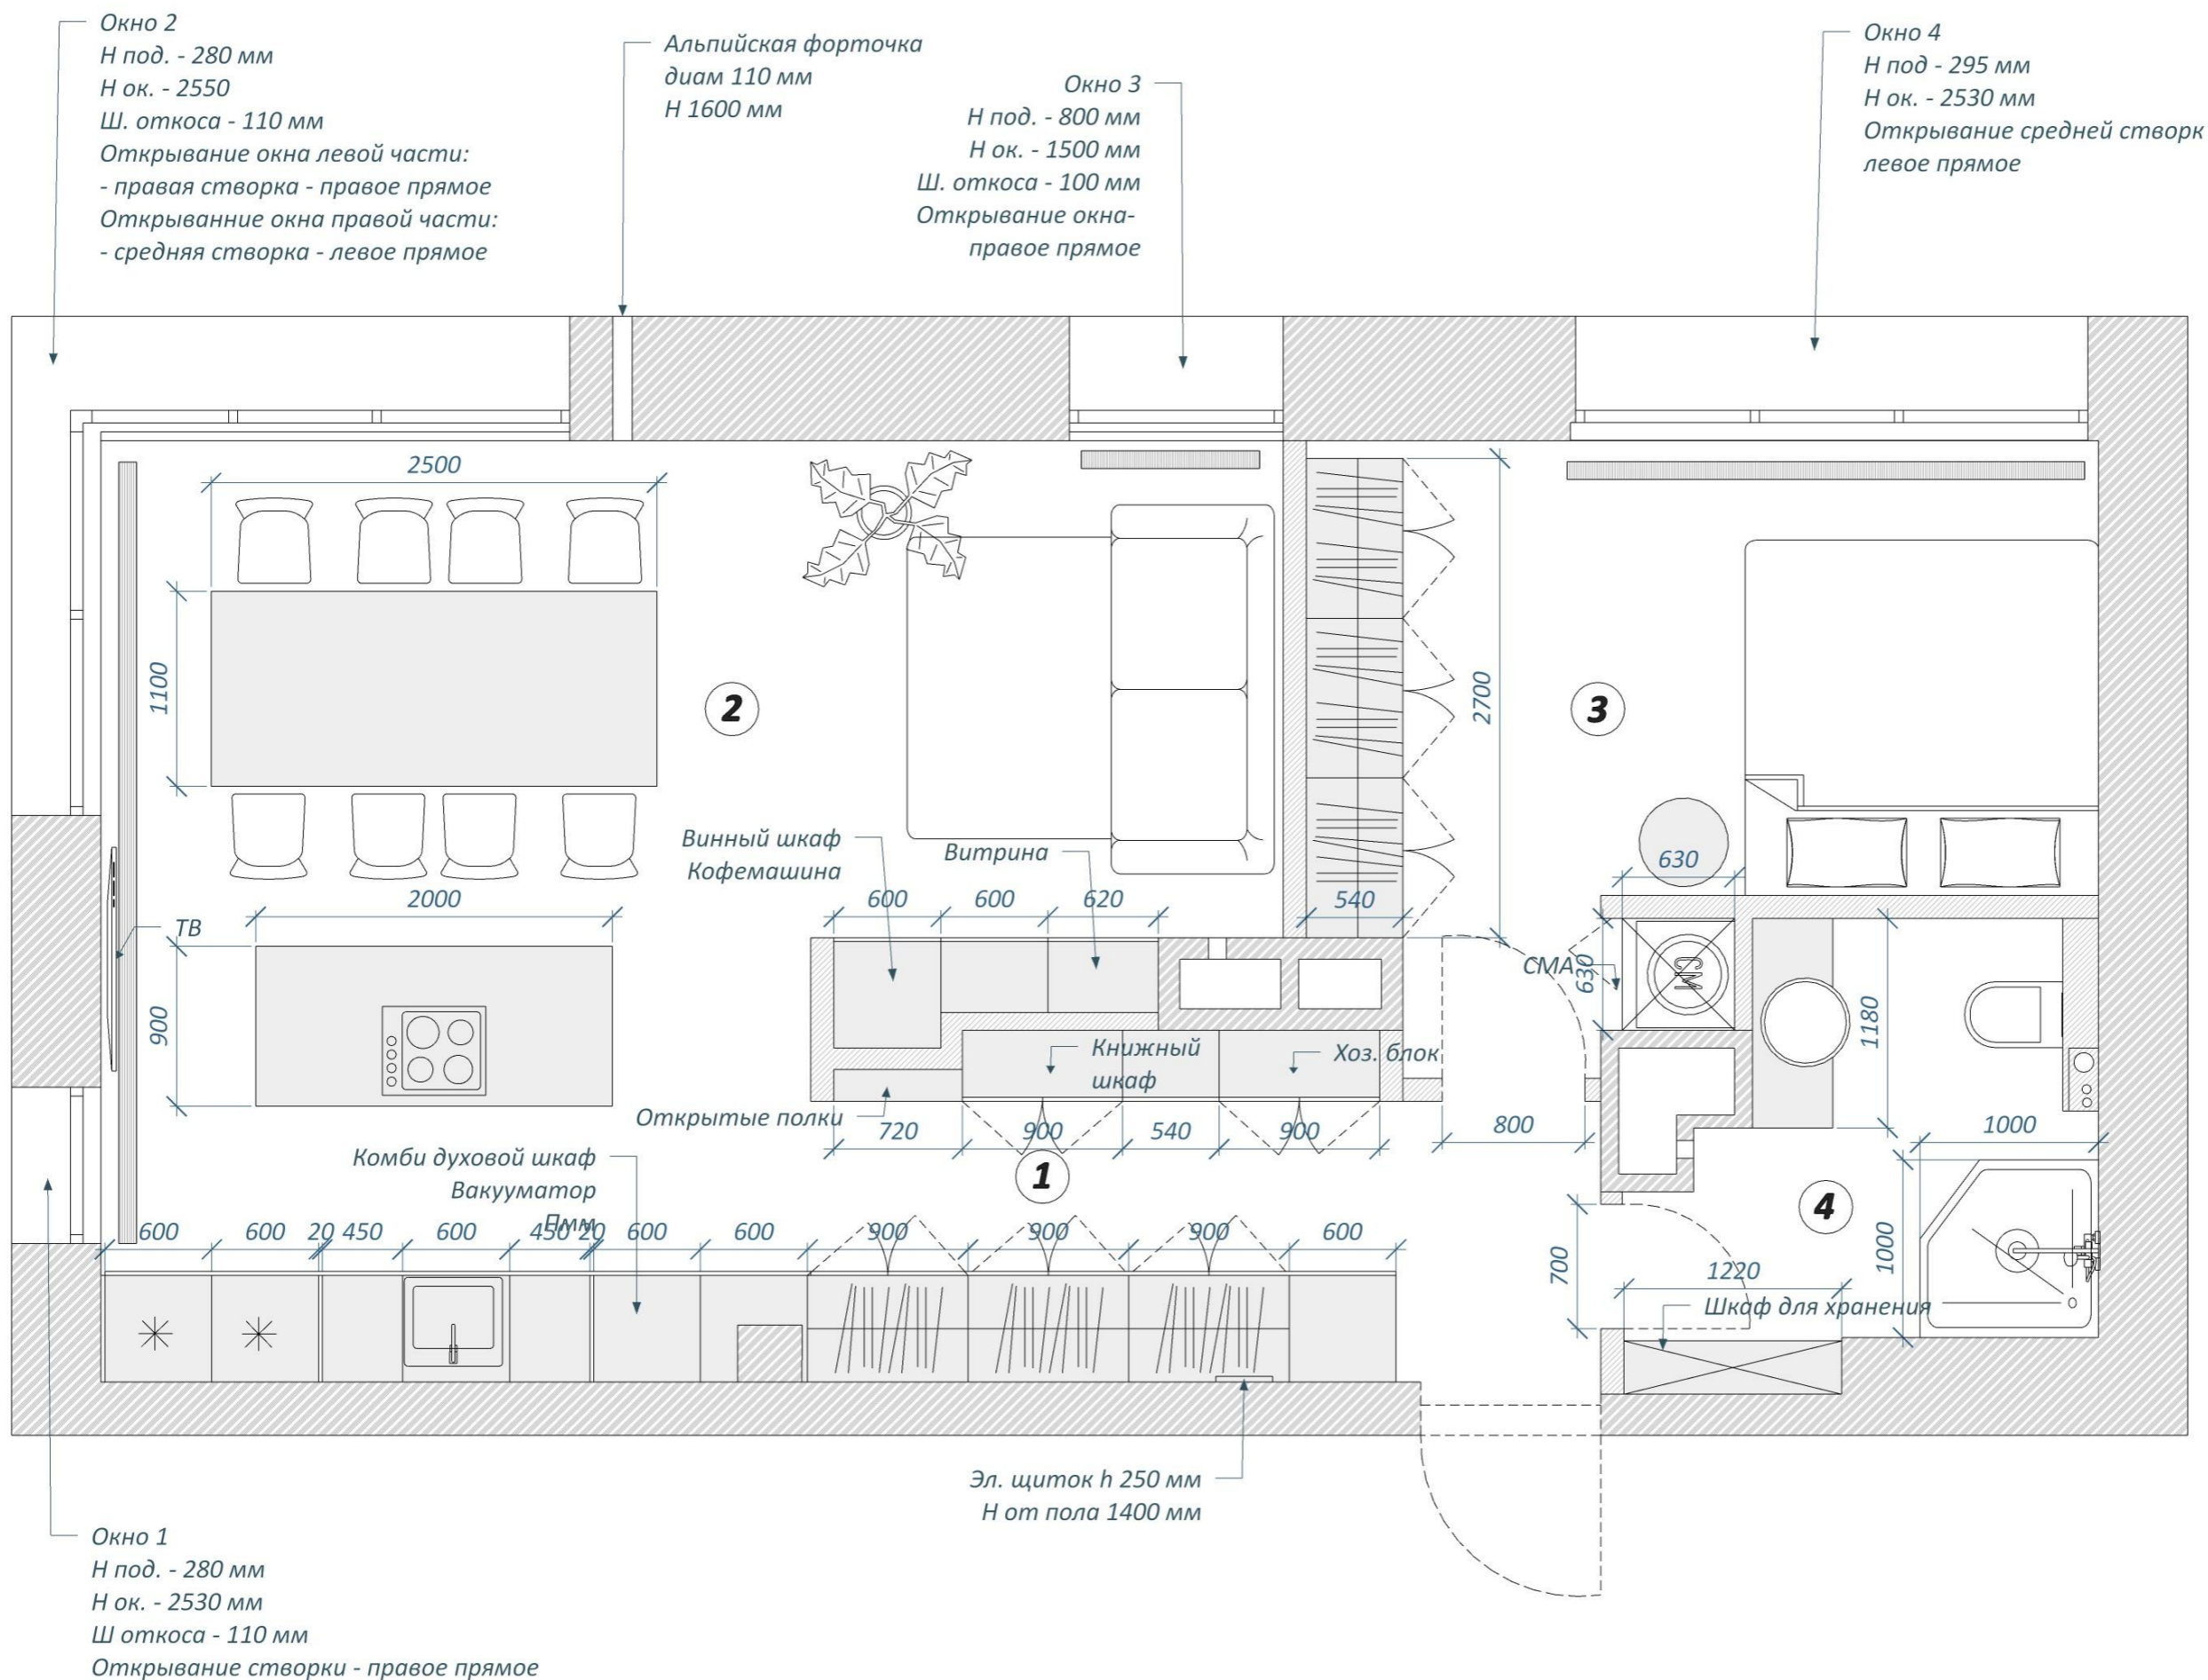 Окно 2
Н под. - 280 мм
Н ок. - 2550
Ш. откоса - 110 мм
Открывание окна левой части:
- правая створка - правое прямое
Открыванние окна правой части:
- средняя створка - левое прямое
Альпийская форточка
диам 110 мм
Н 1600 мм
Окно 3
Н под. - 800 мм
Н ок. - 1500 мм
Ш. откоса - 100 мм
Открывание окна-
правое прямое
Окно 4
Н под - 295 мм
Н ок. - 2530 мм
Открывание средней створк
левое прямое
2500
1100
2
2700
3
Винный шкаф
Кофемашина
Витрина
630
2000
ТВ
600 600 620
540
900
СМА
630
СМ
1180
Книжный
шкаф
Хоз. блок
Открытые полки
720 900 540 900
800
1000
Комби духовой шкаф
Вакууматор
Пмм
1
4
600 600 20 450 600 450 20 600 600 900 900 900 600
700
1000
1220
Шкаф для хранения
Эл. щиток h 250 мм
Н от пола 1400 мм
Окно 1
Н под. - 280 мм
Н ок. - 2530 мм
Ш откоса - 110 мм
Открывание створки - правое прямое